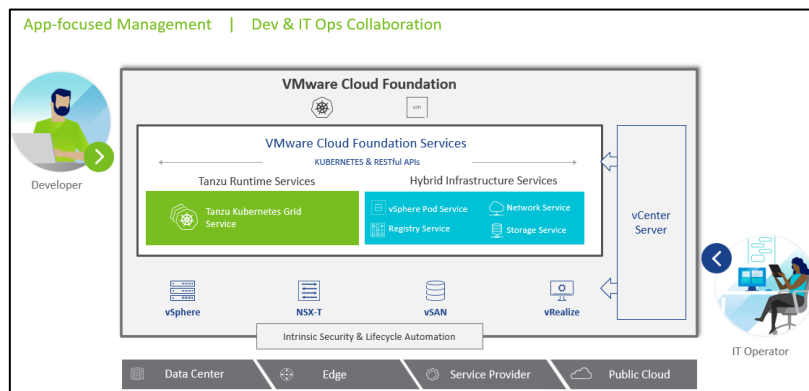 App-focused Management | Dev & IT Ops Collaboration
VMware Cloud Foundation
vm
VMware Cloud Foundation Services
KUBERNETES & RESTful APIs
Tanzu Runtime Services
Hybrid Infrastructure Services
Tanzu Kubernetes Grid
Service
vSphere Pod Service
Network Service
Registry Service
Storage Service
vCenter
Server
Developer
vSphere
NSX-T
vSAN
vRealize
Intrinsic Security & Lifecycle Automation
IT Operator
Data Center
Edge
Service Provider
Public Cloud